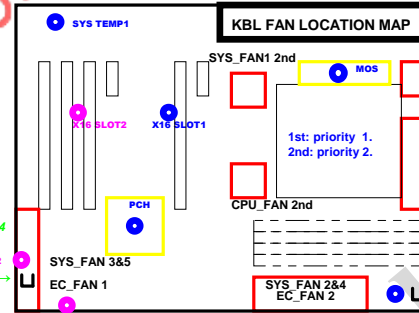 KBL FAN LOCATION MAP
SYS TEMP1
SYS_FAN1 2nd
MOS
X16 SLOT2
X16 SLOT1
1st: priority 1.
2nd: priority 2.
PCH
CPU_FAN 2nd
4
SYS_FAN 3&5
EC_FAN 1
SYS_FAN 2&4
EC_FAN 2